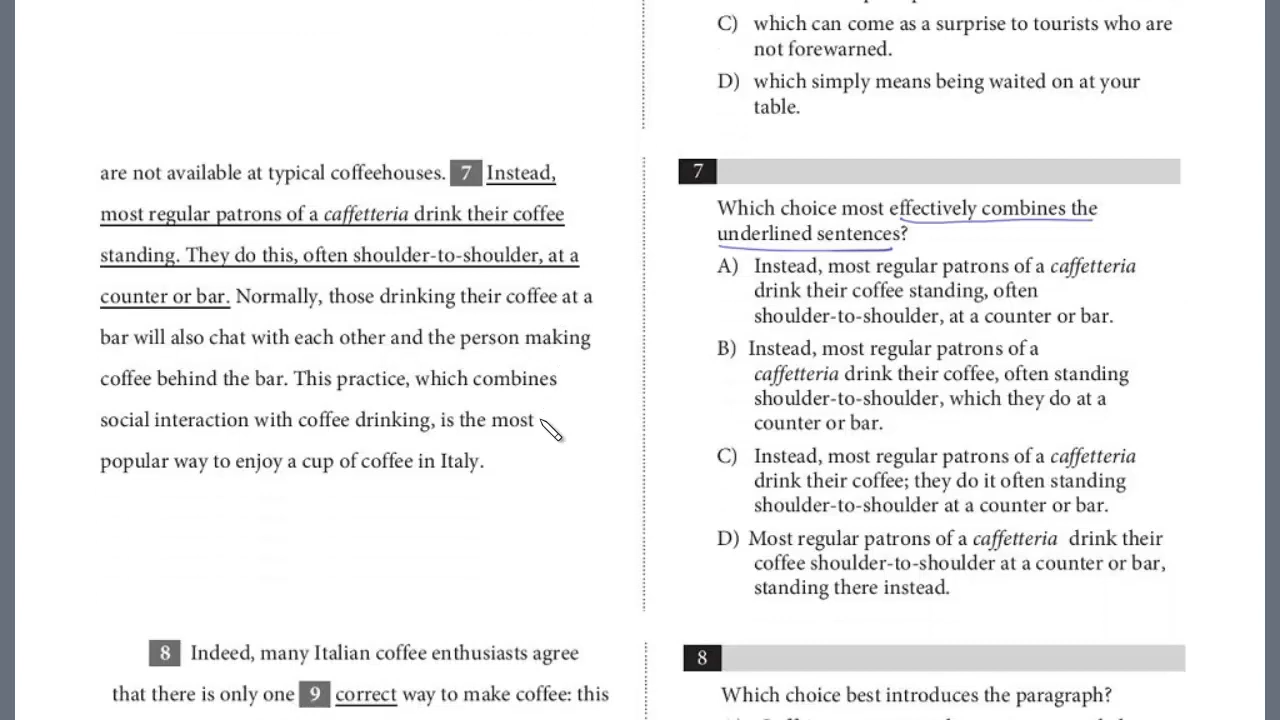 C) which can come as a surprise to tourists who are
not forewarned.
D) which simply means being waited on at your
table.
are not available at typical coffeehouses. 7 Instead,
most regular patrons of a caffetteria drink their coffee
standing. They do this, often shoulder-to-shoulder, at a
counter or bar. Normally, those drinking their coffee at a
bar will also chat with each other and the person making
coffee behind the bar. This practice, which combines
social interaction with coffee drinking, is the most
popular way to enjoy a cup of coffee in Italy.
7
Which choice most effectively combines the
underlined sentences?
A) Instead, most regular patrons of a caffetteria
drink their coffee standing, often
shoulder-to-shoulder, at a counter or bar.
B) Instead, most regular patrons of a
caffetteria drink their coffee, often standing
shoulder-to-shoulder, which they do at a
counter or bar.
C) Instead, most regular patrons of a caffetteria
drink their coffee; they do it often standing
shoulder-to-shoulder at a counter or bar.
D) Most regular patrons of a caffetteria drink their
coffee shoulder-to-shoulder at a counter or bar,
standing there instead.
8 Indeed, many Italian coffee enthusiasts agree
that there is only one 9 correct way to make coffee: this
8
Which choice best introduces the paragraph?